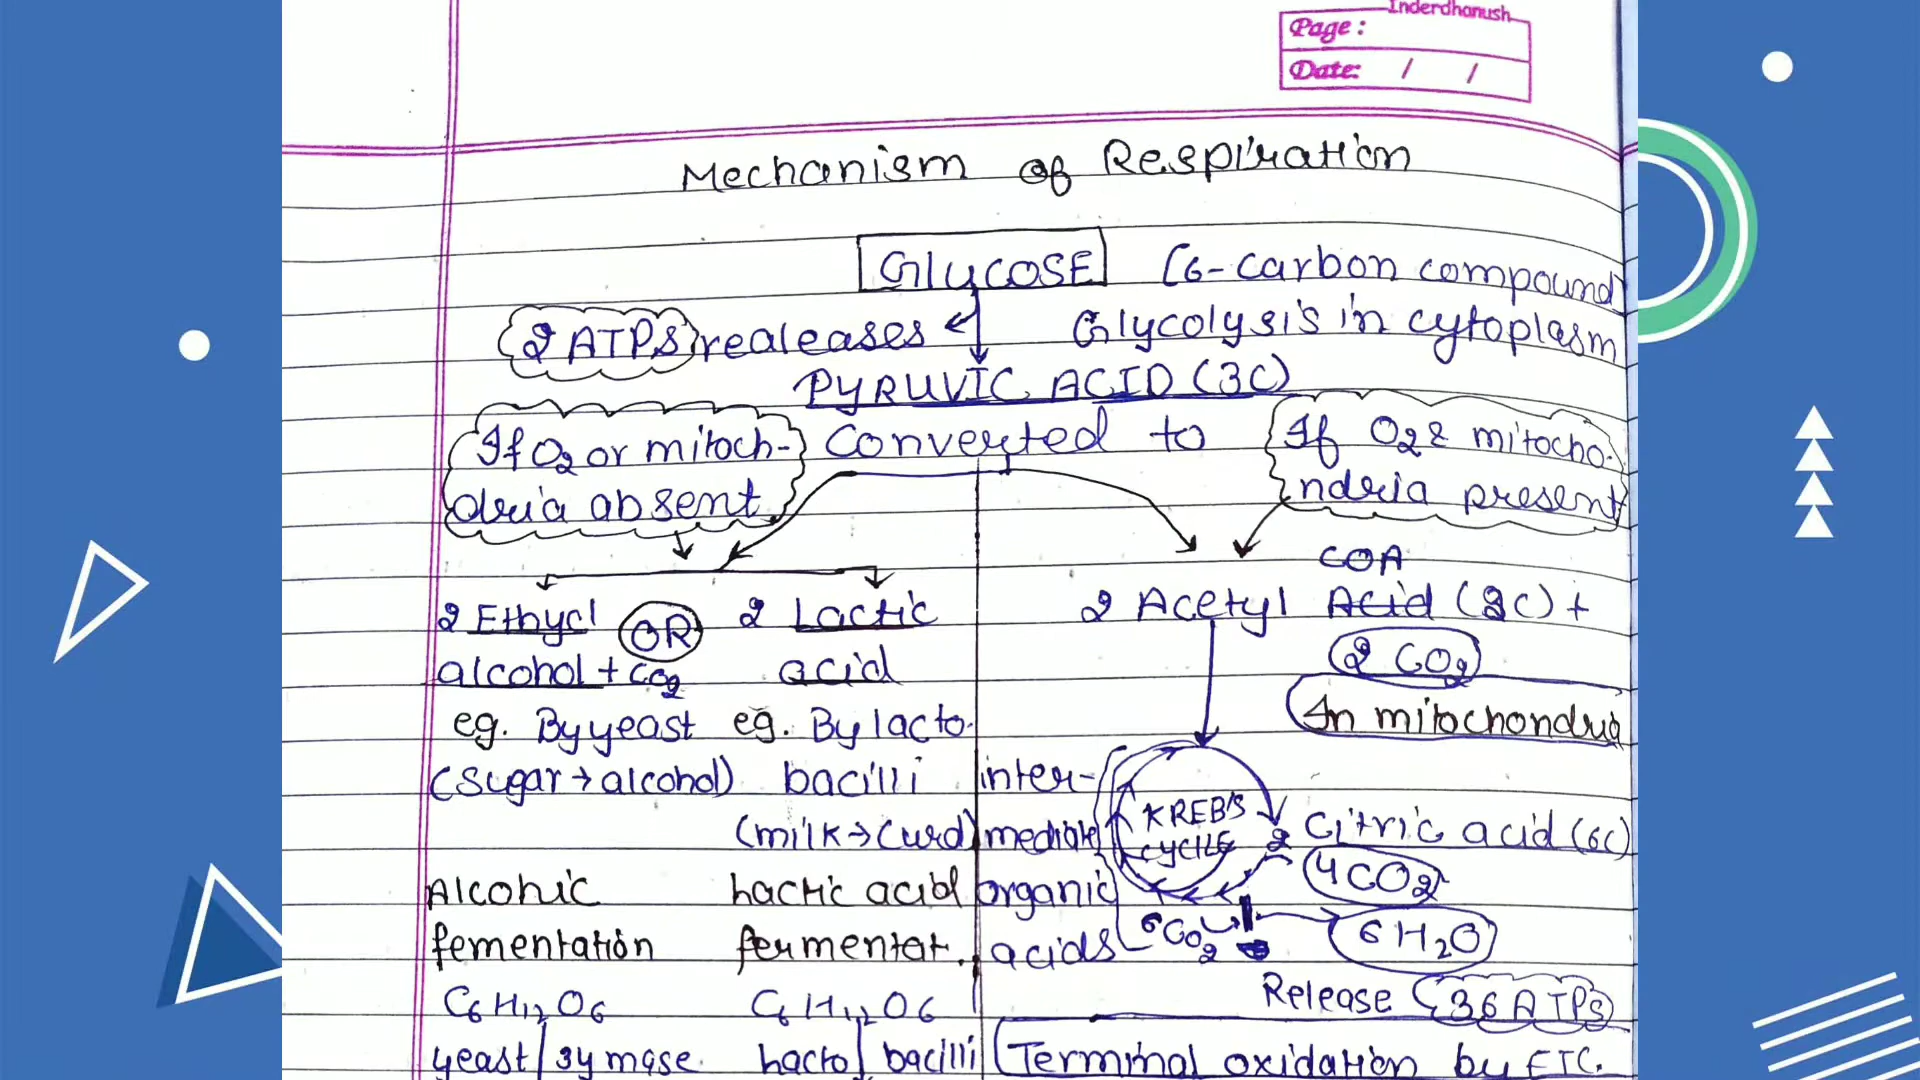 Inderdhanush
Page :
Date: / /
Mechanism of Respiration
GLUCOSE (6-carbon compound)
2 ATPs realeases Glycolysis in cytoplasm
PYRUVIC ACID (3C)
If O2 or mitoch- Converted to If O2 & mitocho-
dria absent ndria present
COA
2 Ethycl OR 2 Lactic 2 Acetyl Acid (2C) +
alcohol + CO2 acid 2 CO2
eg. By yeast eg. By lacto- In mitochondria
(Sugar → alcohol) bacilli inter-
KREB'S
(milk → curd) mediate CYCLE 2 Citric acid (6C)
4CO2
Alcohic Lactic acid organic
fementation fermentat. acids 6CO2 6 H2O
C6H12O6 C6H12O6 Release 36 ATPs
yeast / zymase Lacto / bacilli Terminal oxidation by ETC.